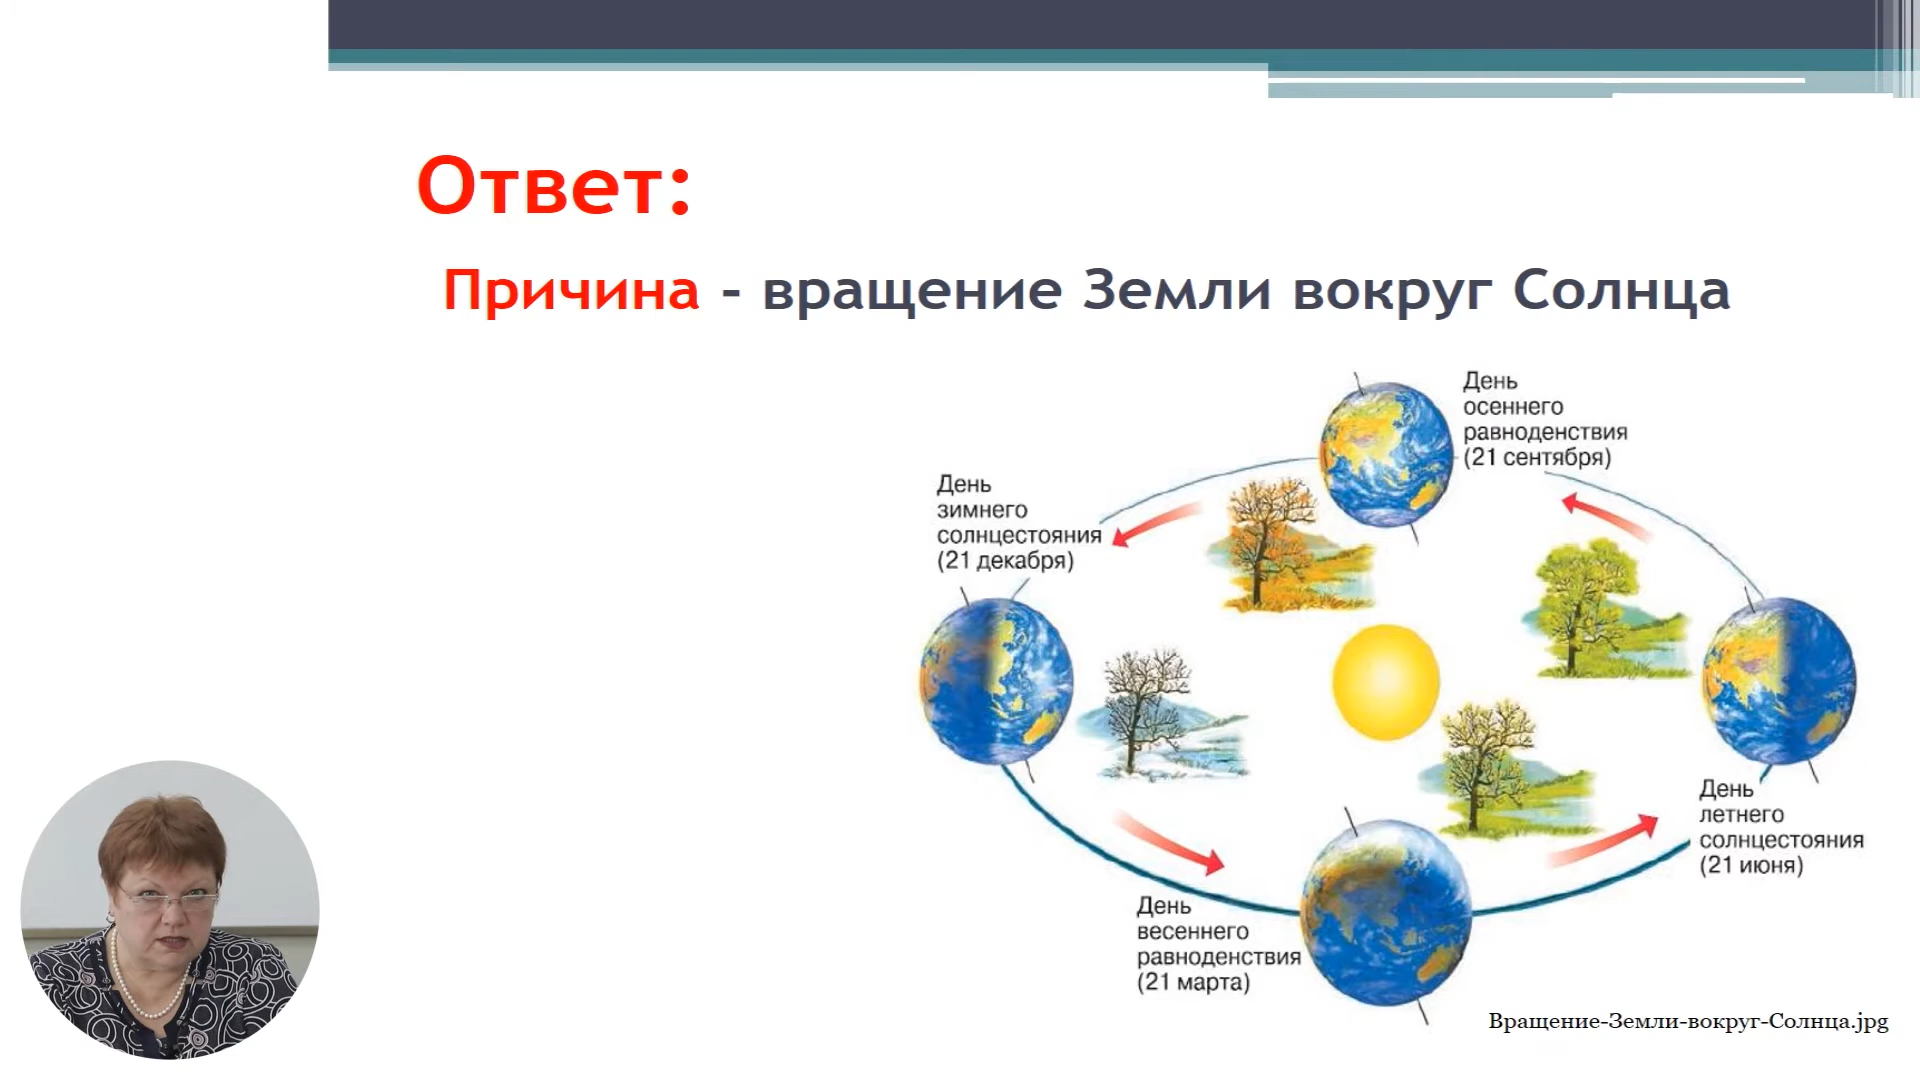 Ответ:
Причина - вращение Земли вокруг Солнца
День
осеннего
равноденствия
(21 сентября)
День
зимнего
солнцестояния
(21 декабря)
День
летнего
солнцестояния
(21 июня)
День
весеннего
равноденствия
(21 марта)
Вращение-Земли-вокруг-Солнца.jpg